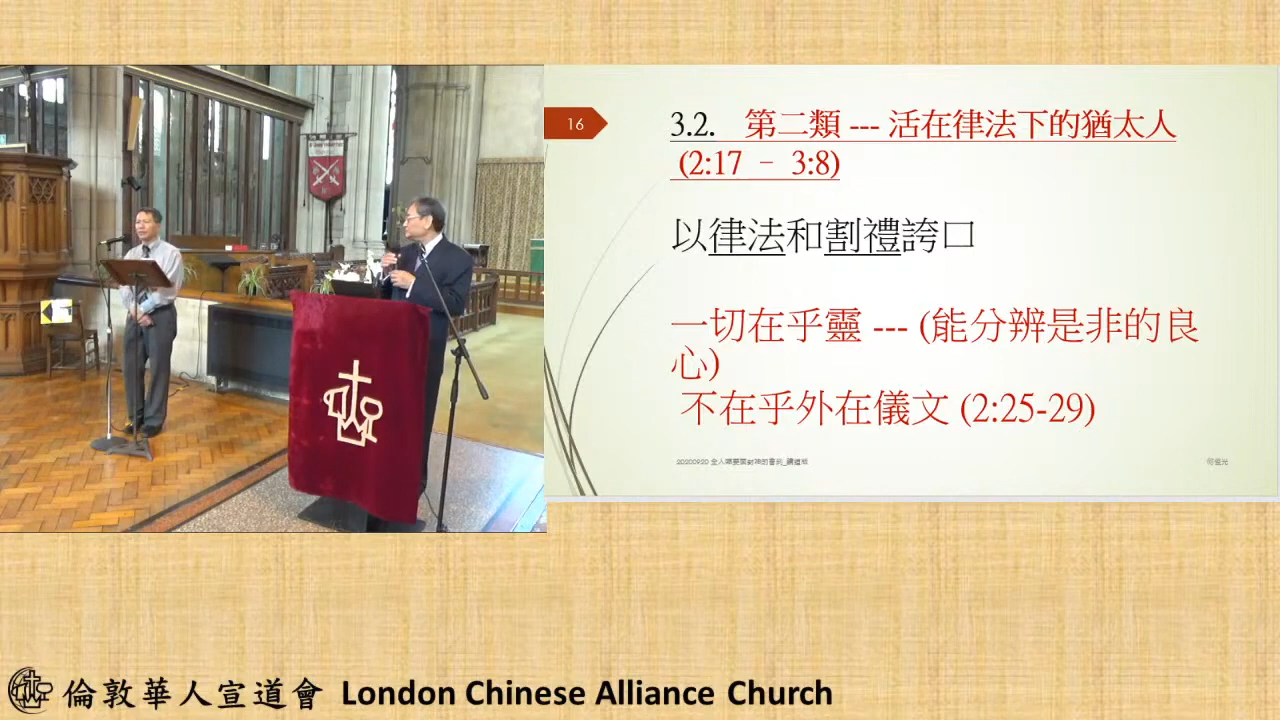 16
3.2. 第二類 --- 活在律法下的猶太人
(2:17 – 3:8)
以律法和割禮誇口
一切在乎靈 --- (能分辨是非的良
心)
不在乎外在儀文 (2:25-29)
倫敦華人宣道會 London Chinese Alliance Church